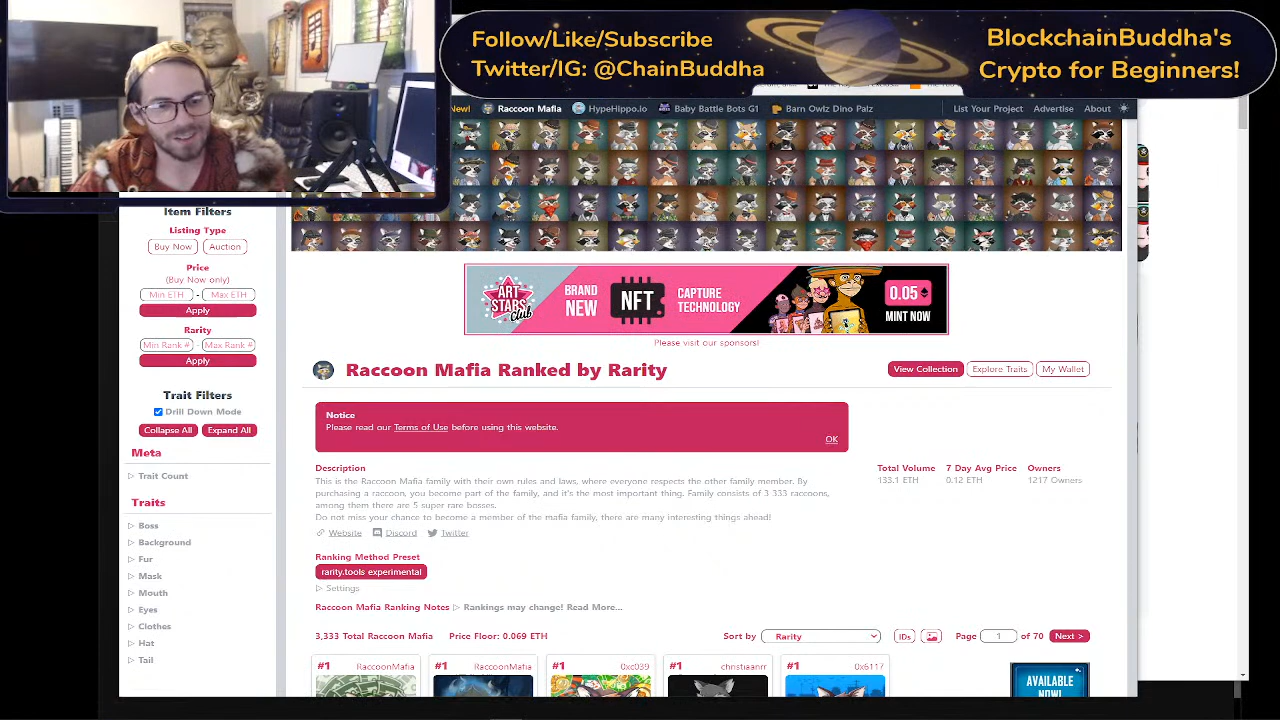 Follow/Like/Subscribe
Twitter/IG: @ChainBuddha
BlockchainBuddha's
Crypto for Beginners!
New! Raccoon Mafia HypeHippo.io Baby Battle Bots G1 Barn Owlz Dino Palz List Your Project Advertise About
Item Filters
Listing Type
Buy Now Auction
Price
(Buy Now only)
Min ETH - Max ETH
Apply
Rarity
Min Rank # - Max Rank #
Apply
Trait Filters
Drill Down Mode
Collapse All Expand All
Meta
Trait Count
Traits
Boss
Background
Fur
Mask
Mouth
Eyes
Clothes
Hat
Tail
ART STARS Club
BRAND NEW
NFT
CAPTURE TECHNOLOGY
0.05
MINT NOW
Please visit our sponsors!
Raccoon Mafia Ranked by Rarity
View Collection Explore Traits My Wallet
Notice
Please read our Terms of Use before using this website.
OK
Description
This is the Raccoon Mafia family with their own rules and laws, where everyone respects the other family member. By
purchasing a raccoon, you become part of the family, and it's the most important thing. Family consists of 3 333 raccoons,
among them there are 5 super rare bosses.
Do not miss your chance to become a member of the mafia family, there are many interesting things ahead!
Website Discord Twitter
Total Volume 7 Day Avg Price Owners
133.1 ETH 0.12 ETH 1217 Owners
Ranking Method Preset
rarity.tools experimental
Settings
Raccoon Mafia Ranking Notes Rankings may change! Read More...
3,333 Total Raccoon Mafia Price Floor: 0.069 ETH Sort by Rarity IDs Page 1 of 70 Next >
#1 RaccoonMafia #1 RaccoonMafia #1 0xc039 #1 christiaanrr #1 0x6117
AVAILABLE
NOW!